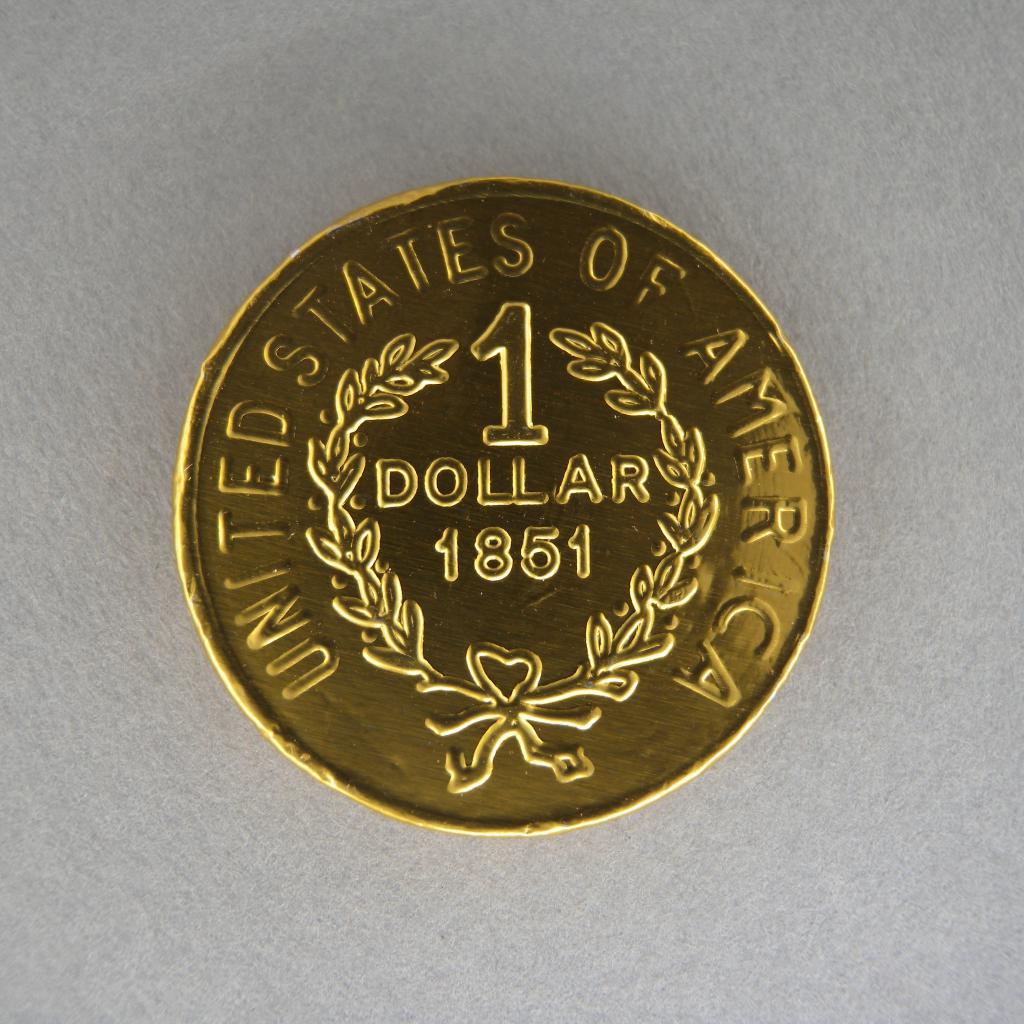 UNITED STATES OF AMERICA
1
DOLLAR
1851